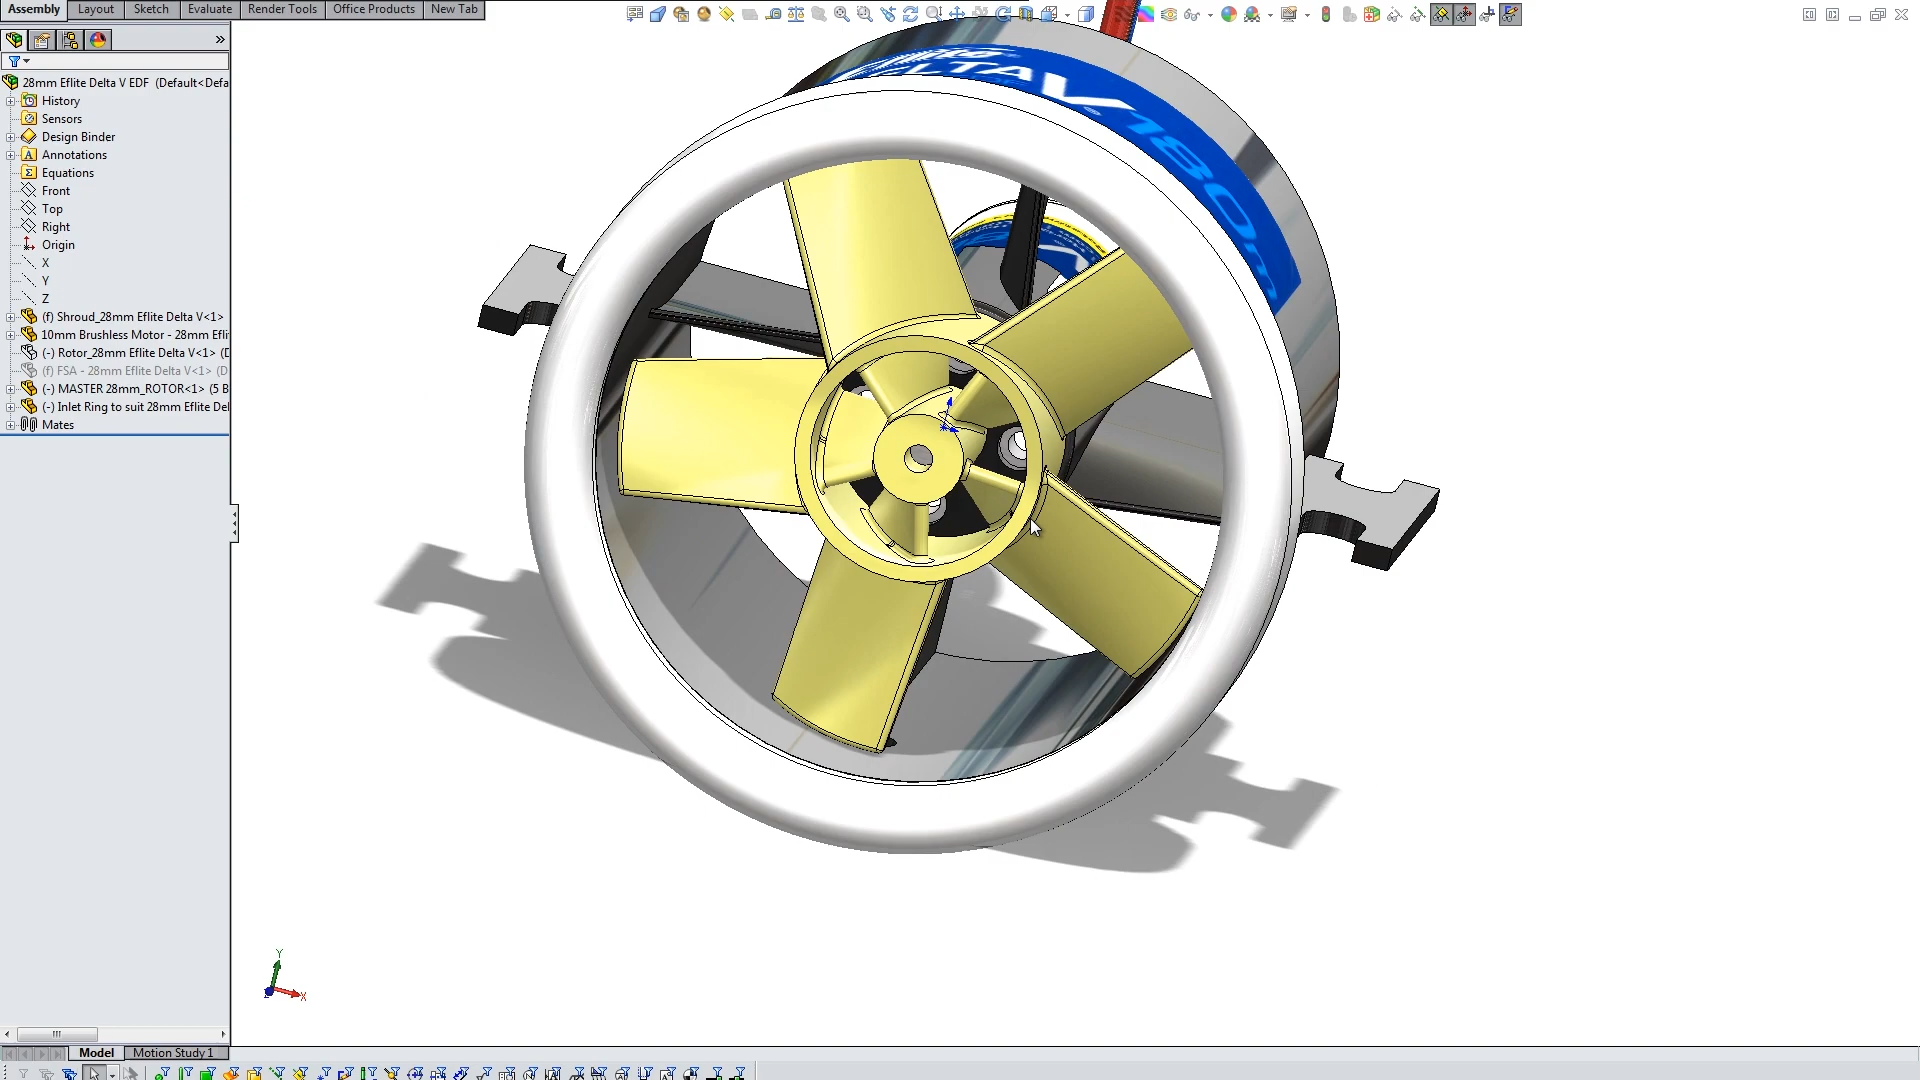 Assembly Layout Sketch Evaluate Render Tools Office Products New Tab
28mm Eflite Delta V EDF (Default<Defa
History
Sensors
Design Binder
Annotations
Equations
Front
Top
Right
Origin
X
Y
Z
(f) Shroud_28mm Eflite Delta V<1>
10mm Brushless Motor - 28mm Efli
(-) Rotor_28mm Eflite Delta V<1> (D
(f) FSA - 28mm Eflite Delta V<1> (D
(-) MASTER 28mm_ROTOR<1> (5 B
(-) Inlet Ring to suit 28mm Eflite Del
Mates
DELTA V 180m
Y
X
Model Motion Study 1